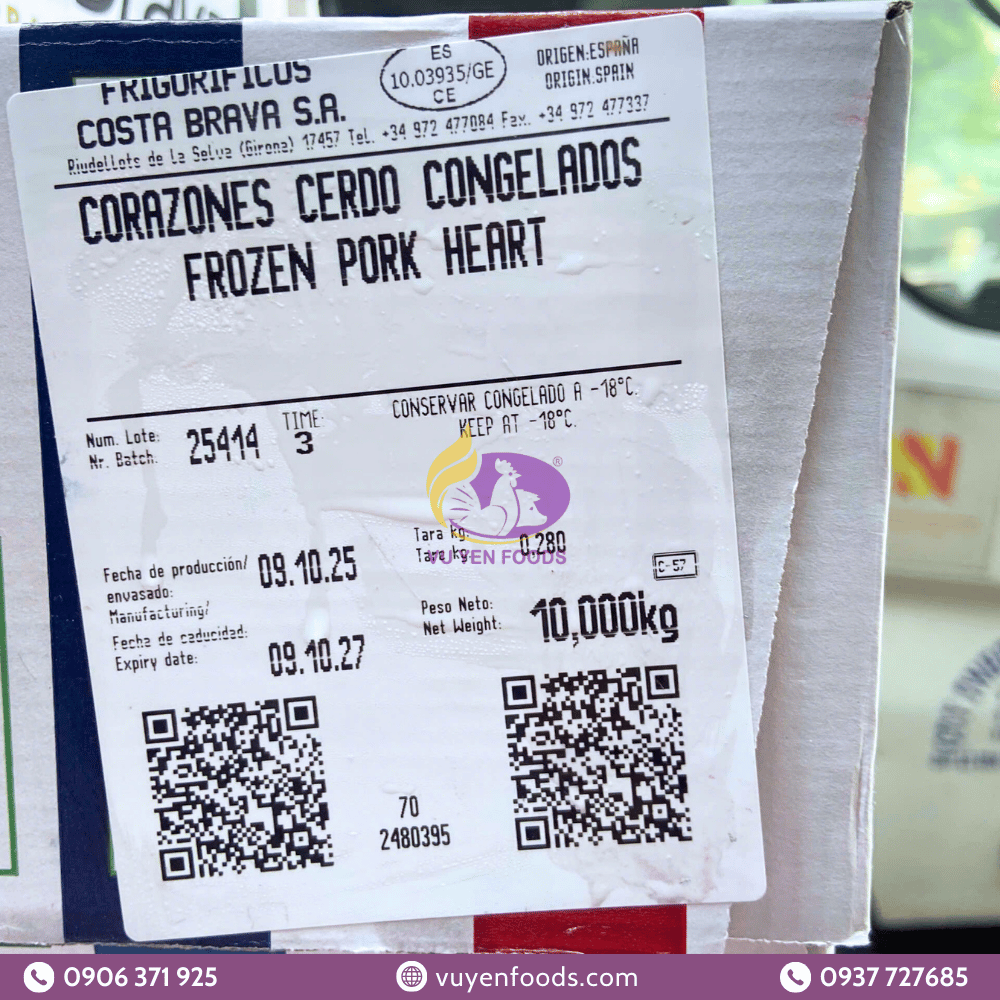 FRIGORIFICOS
COSTA BRAVA S.A.
Riudellots de La Selva (Girona) 17457 Tel. +34 972 477084 Fax. +34 972 477337
ES
10.03935/GE
CE
ORIGEN:ESPAÑA
ORIGIN.SPAIN
CORAZONES CERDO CONGELADOS
FROZEN PORK HEART
CONSERVAR CONGELADO A -18°C.
KEEP AT -18°C.
Num. Lote:
Nr. Batch:
25414
TIME:
3
®
VU YEN FOODS
Tara kg:
Tare kg:
0.280
C-57
Fecha de producción/
envasado:
Manufacturing/
09.10.25
Fecha de caducidad:
Expiry date:
09.10.27
Peso Neto:
Net Weight:
10,000kg
70
2480395
0906 371 925
vuyenfoods.com
0937 727685